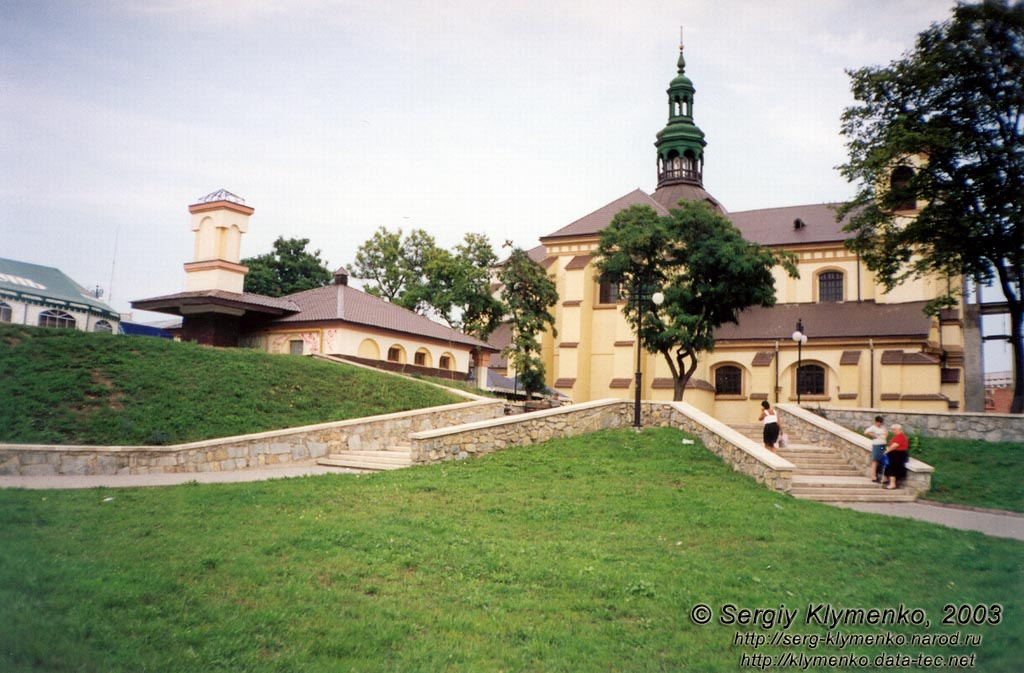 © Sergiy Klymenko, 2003
http://serg-klymenko.narod.ru
http://klymenko.data-tec.net